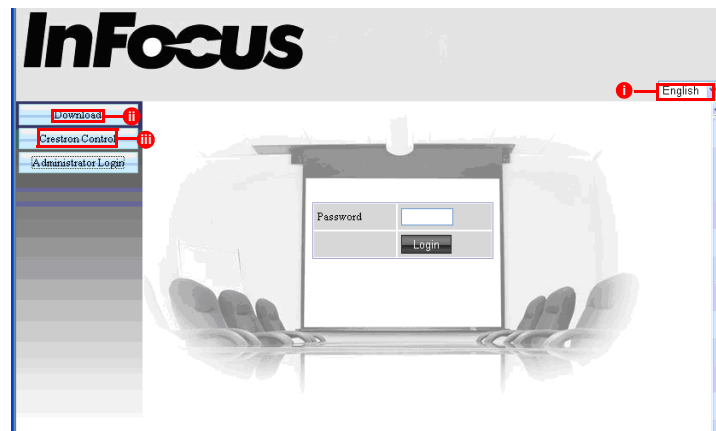 InFocus
i
English
Download
ii
Crestron Control
iii
Administrator Login
Password
Login